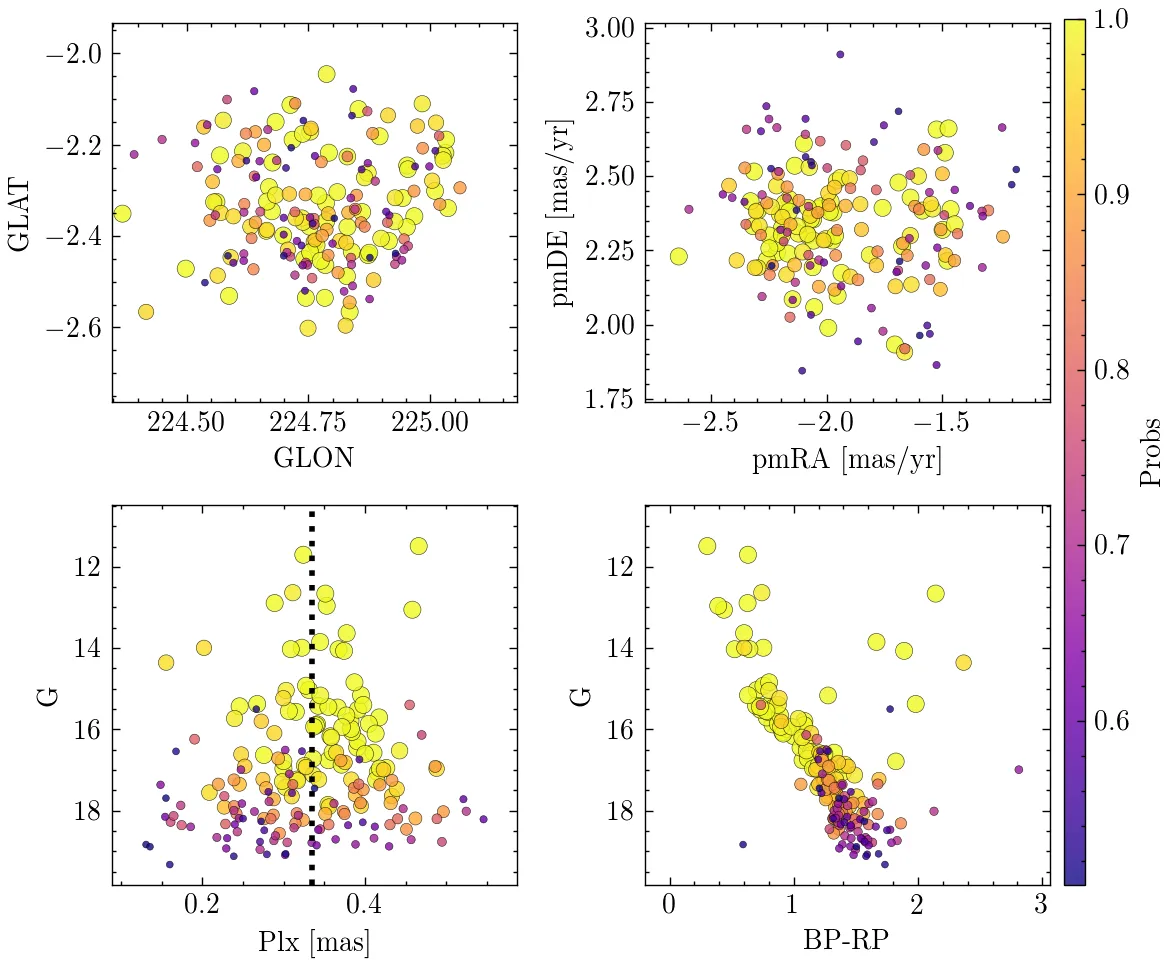 −2.0
−2.2
−2.4
−2.6
GLAT
224.50 224.75 225.00
GLON
3.00
2.75
2.50
2.25
2.00
1.75
pmDE [mas/yr]
−2.5 −2.0 −1.5
pmRA [mas/yr]
12
14
16
18
G
0.2 0.4
Plx [mas]
12
14
16
18
G
0 1 2 3
BP-RP
1.0
0.9
0.8
0.7
0.6
Probs